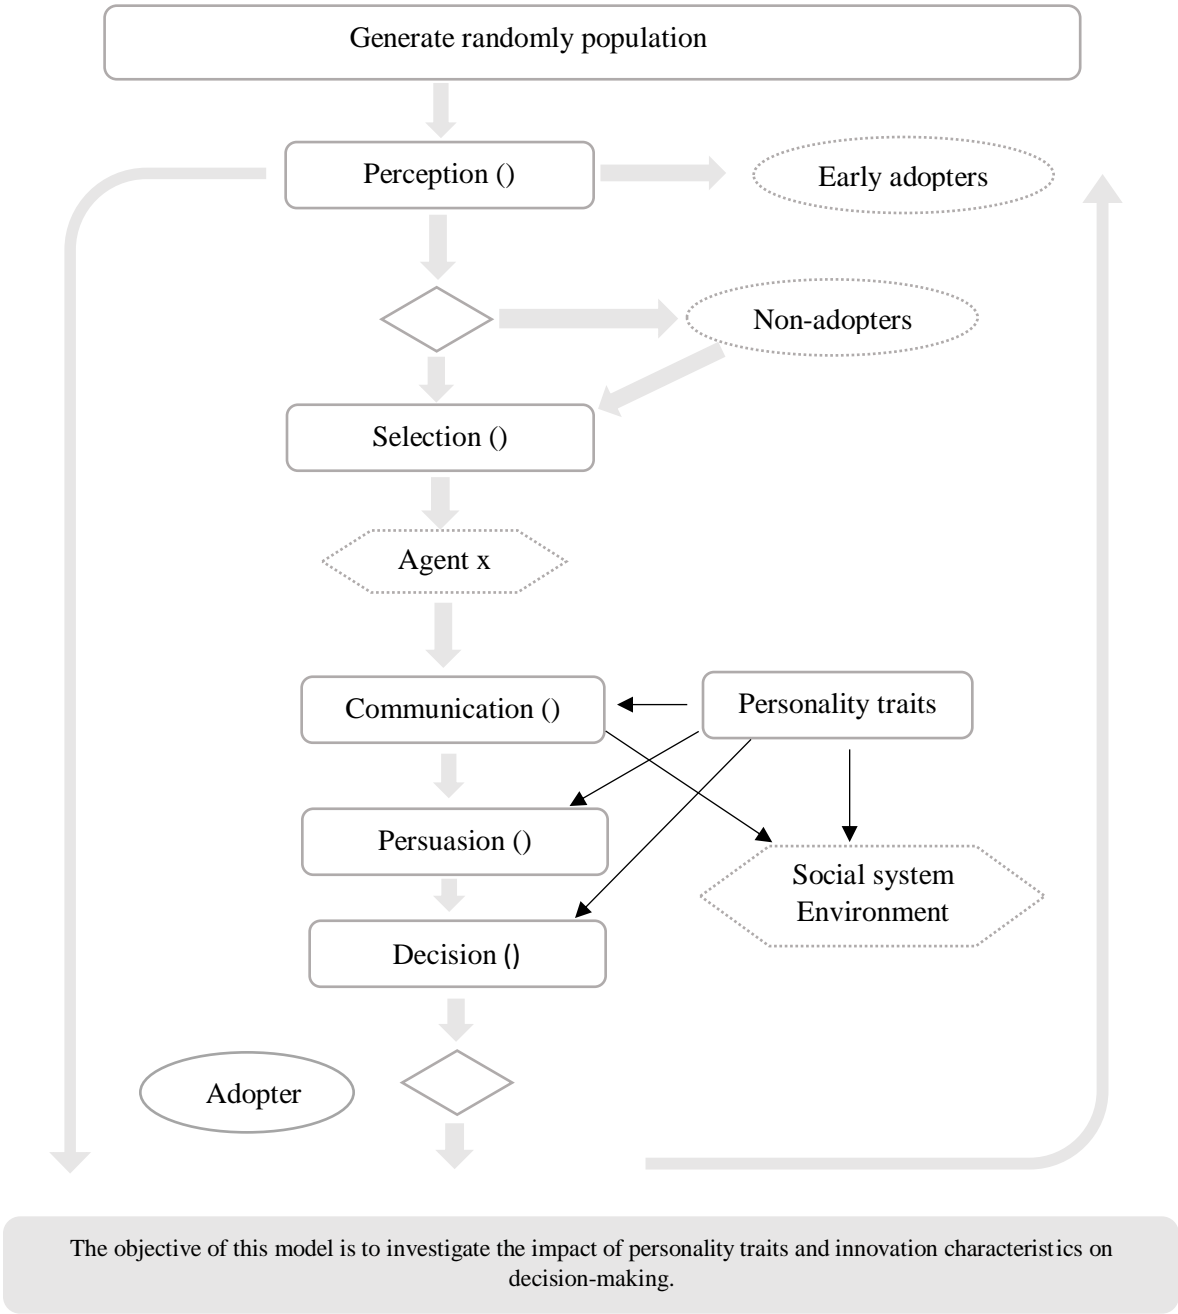 Generate randomly population
Perception ()
Early adopters
Non-adopters
Selection ()
Agent x
Communication ()
Personality traits
Persuasion ()
Social system
Environment
Decision ()
Adopter
The objective of this model is to investigate the impact of personality traits and innovation characteristics on
decision-making.